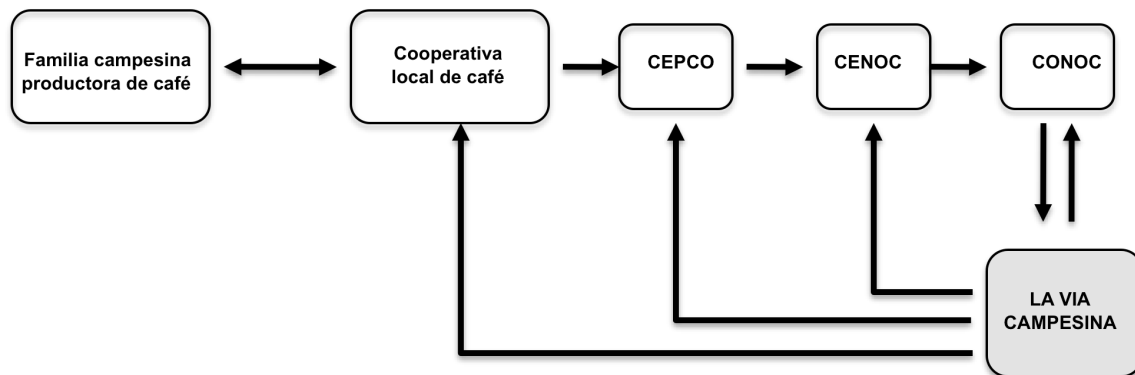 Familia campesina
productora de café
Cooperativa
local de café
CEPCO
CENOC
CONOC
LA VIA
CAMPESINA